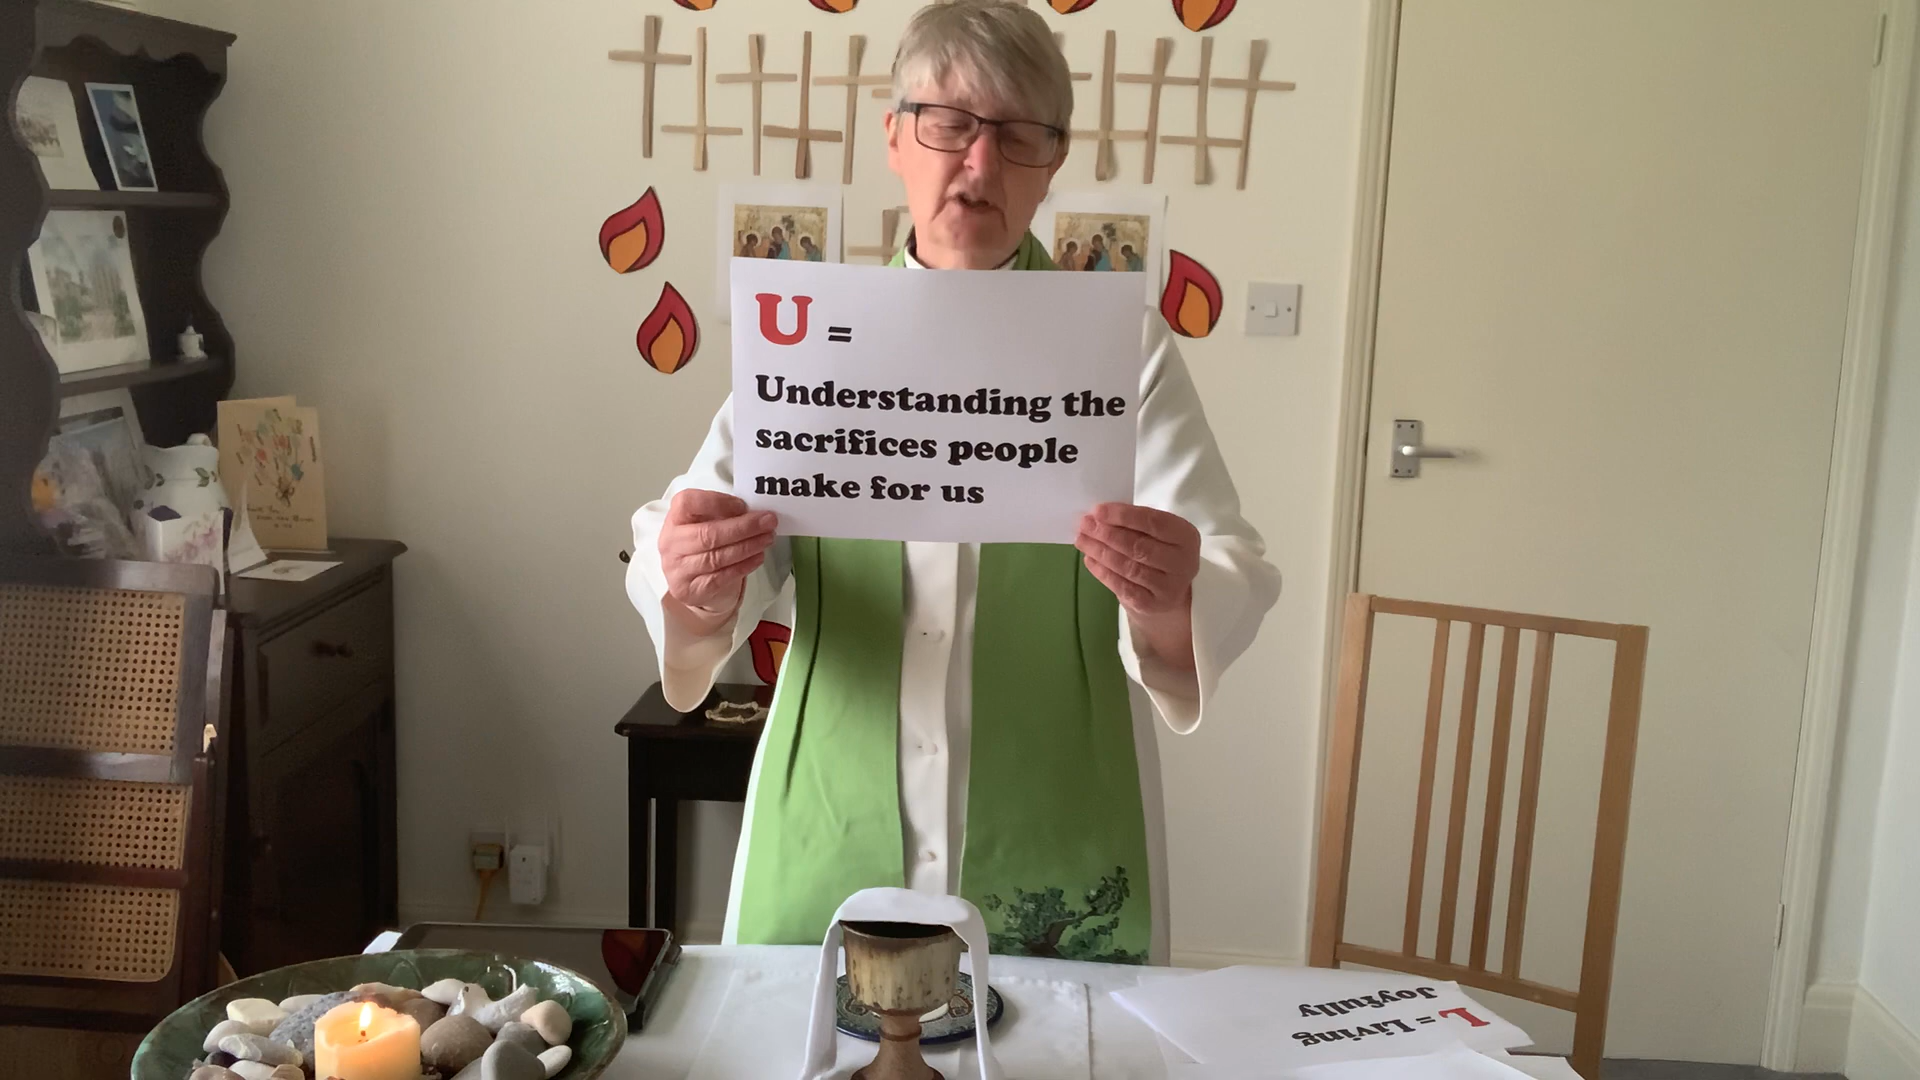 U =
Understanding the
sacrifices people
make for us
L = Living
Joyfully